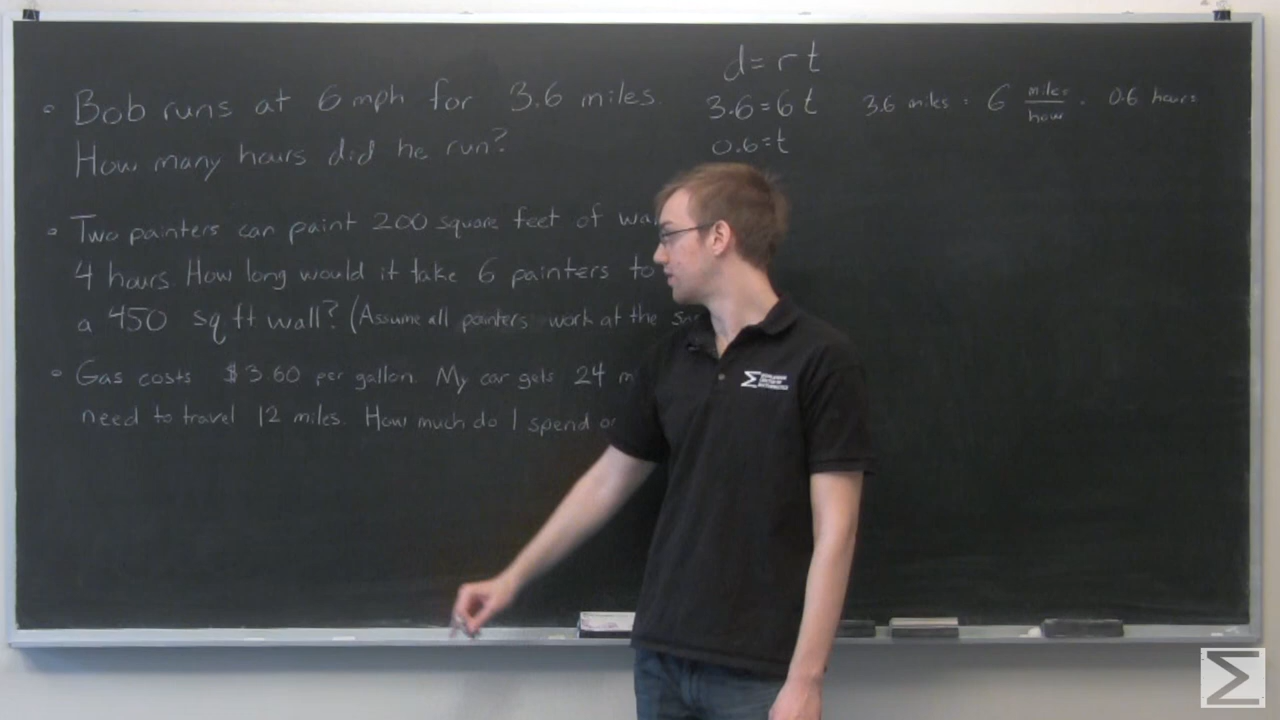 Bob runs at 6 mph for 3.6 miles.
How many hours did he run?
d = r t
3.6 = 6 t
0.6 = t
3.6 miles = 6 miles/hour · 0.6 hours
Two painters can paint 200 square feet of
4 hours. How long would it take 6 painters to
a 450 sq ft wall? (Assume all painters work at the
Gas costs $3.60 per gallon. My car gets 24
need to travel 12 miles. How much do I spend
Σ
Σ